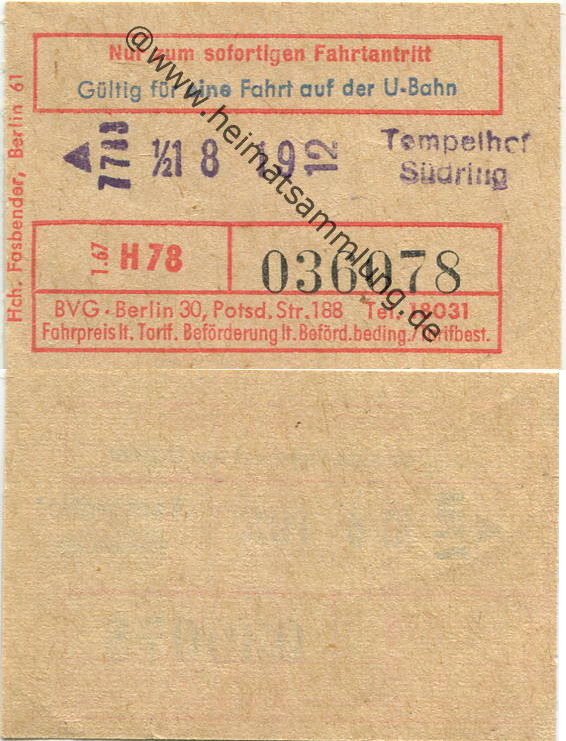 Nur zum sofortigen Fahrtantritt
Gültig für eine Fahrt auf der U-Bahn
½1 8 19 12
Tempelhof
Südring
1.67 H 78
036978
BVG · Berlin 30, Potsd. Str. 188 Tel. 18031
Fahrpreis lt. Tarif. Beförderung lt. Beförd.beding./Tarifbest.
Hch. Fasbender, Berlin 61
@www.heimatsammlung.de